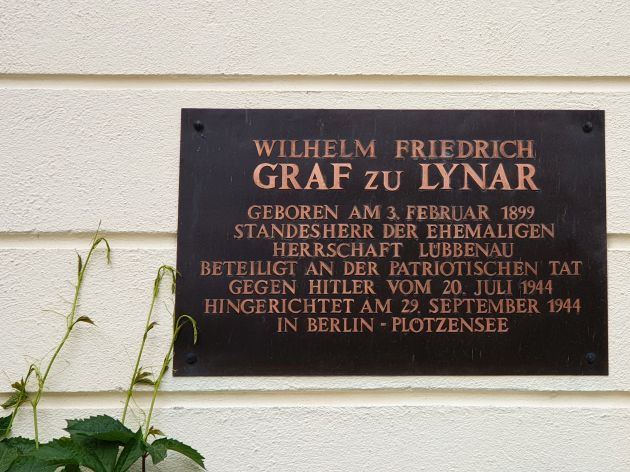 WILHELM FRIEDRICH
GRAF ZU LYNAR
GEBOREN AM 3. FEBRUAR 1899
STANDESHERR DER EHEMALIGEN
HERRSCHAFT LÜBBENAU
BETEILIGT AN DER PATRIOTISCHEN TAT
GEGEN HITLER VOM 20. JULI 1944
HINGERICHTET AM 29. SEPTEMBER 1944
IN BERLIN - PLÖTZENSEE